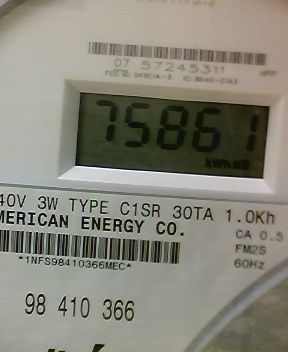 07 57245311
75861
kWh
40V 3W TYPE C1SR 30TA 1.0Kh
MERICAN ENERGY CO.
CA 0.5
FM2S
60Hz
*1NFS98410366MEC*
98 410 366